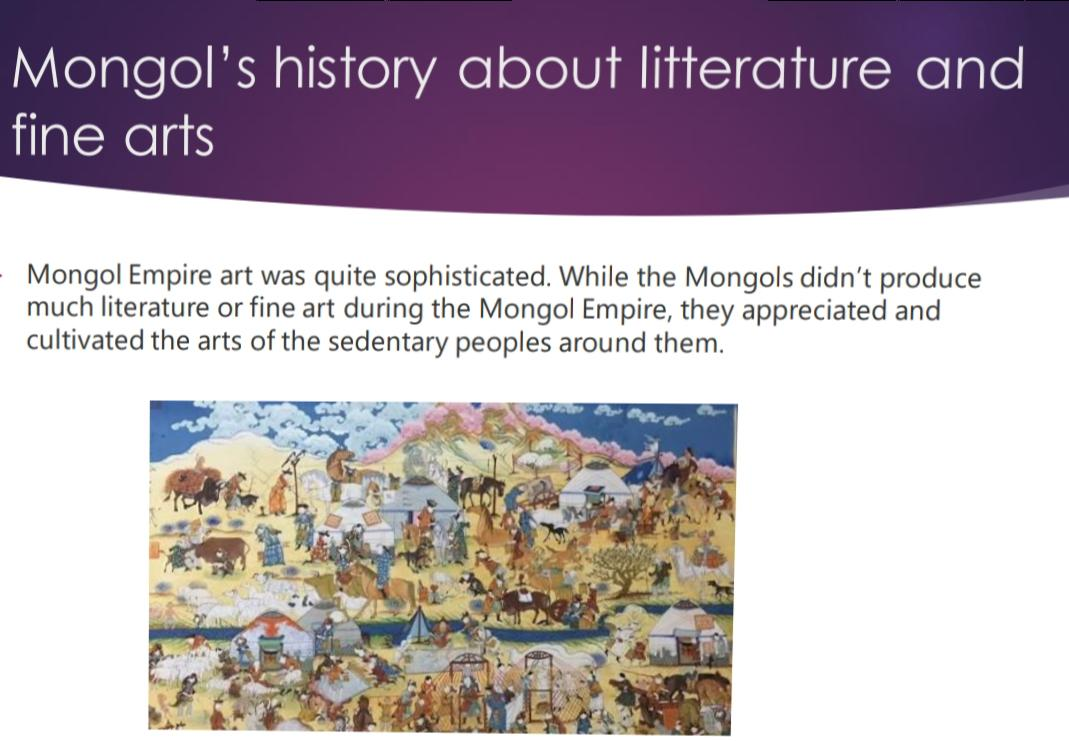 Mongol's history about litterature and
fine arts
Mongol Empire art was quite sophisticated. While the Mongols didn't produce
much literature or fine art during the Mongol Empire, they appreciated and
cultivated the arts of the sedentary peoples around them.